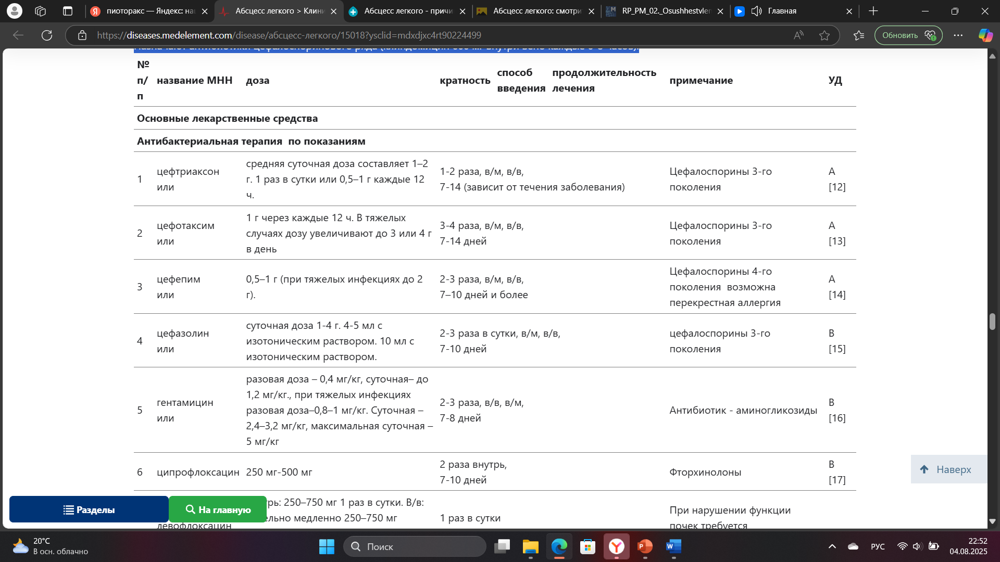 пиоторакс — Яндекс: на
Абсцесс легкого > Клини
Абсцесс легкого - причи
Абсцесс легкого: смотри
RP_PM_02._Osushhestvler
Главная
https://diseases.medelement.com/disease/абсцесс-легкого/15018?ysclid=mdxdjxc4rt90224499
Обновить
№ п/п
название МНН
доза
кратность
способ введения
продолжительность лечения
примечание
УД
Основные лекарственные средства
Антибактериальная терапия по показаниям
1
цефтриаксон
или
средняя суточная доза составляет 1–2
г. 1 раз в сутки или 0,5–1 г каждые 12
ч.
1-2 раза, в/м, в/в,
7-14 (зависит от течения заболевания)
Цефалоспорины 3-го
поколения
А
[12]
2
цефотаксим
или
1 г через каждые 12 ч. В тяжелых
случаях дозу увеличивают до 3 или 4 г
в день
3-4 раза, в/м, в/в,
7-14 дней
Цефалоспорины 3-го
поколения
А
[13]
3
цефепим
или
0,5–1 г (при тяжелых инфекциях до 2
г).
2-3 раза, в/м, в/в,
7–10 дней и более
Цефалоспорины 4-го
поколения возможна
перекрестная аллергия
А
[14]
4
цефазолин
или
суточная доза 1-4 г. 4-5 мл с
изотоническим раствором. 10 мл с
изотоническим раствором.
2-3 раза в сутки, в/м, в/в,
7-10 дней
цефалоспорины 3-го
поколения
В
[15]
5
гентамицин
или
разовая доза – 0,4 мг/кг, суточная– до
1,2 мг/кг., при тяжелых инфекциях
разовая доза–0,8–1 мг/кг. Суточная –
2,4–3,2 мг/кг, максимальная суточная –
5 мг/кг
2-3 раза, в/в, в/м,
7-8 дней
Антибиотик - аминогликозиды
В
[16]
6
ципрофлоксацин
250 мг-500 мг
2 раза внутрь,
7-10 дней
Фторхинолоны
В
[17]
250–750 мг 1 раз в сутки. В/в:
медленно 250–750 мг
1 раз в сутки
При нарушении функции
почек требуется
левофлоксацин
Наверх
Разделы
На главную
20°C
В осн. облачно
Поиск
РУС
22:52
04.08.2025